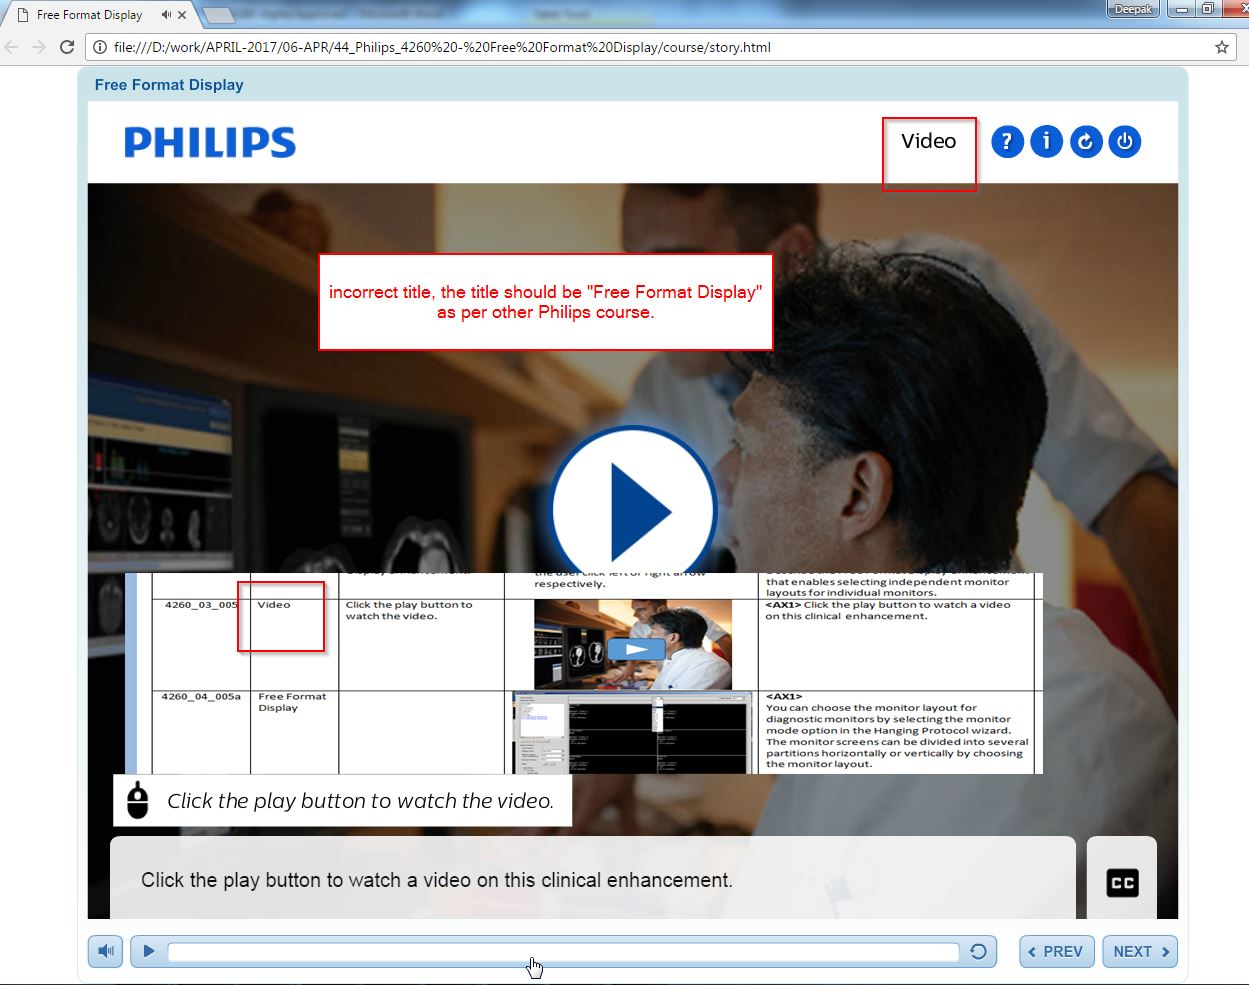 Free Format Display
Deepak
file:///D:/work/APRIL-2017/06-APR/44_Philips_4260%20-%20Free%20Format%20Display/course/story.html
Free Format Display
PHILIPS
Video
?
i
incorrect title, the title should be "Free Format Display"
as per other Philips course.
the user click left or right arrow
respectively.
that enables selecting independent monitor
layouts for individual monitors.
4260_03_005
Video
Click the play button to
watch the video.
<AX1> Click the play button to watch a video
on this clinical enhancement.
4260_04_005a
Free Format
Display
<AX1>
You can choose the monitor layout for
diagnostic monitors by selecting the monitor
mode option in the Hanging Protocol wizard.
The monitor screens can be divided into several
partitions horizontally or vertically by choosing
the monitor layout.
Click the play button to watch the video.
Click the play button to watch a video on this clinical enhancement.
CC
PREV
NEXT